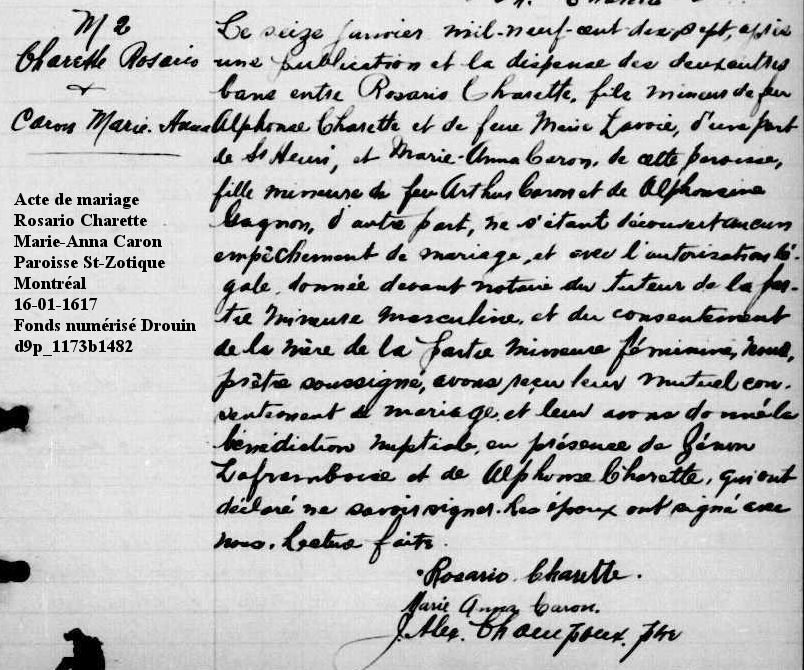 M 2
Charette Rosario
&
Caron Marie-Anna
Acte de mariage
Rosario Charette
Marie-Anna Caron
Paroisse St-Zotique
Montréal
16-01-1617
Fonds numérisé Drouin
d9p_1173b1482
Le seize janvier mil-neuf-cent-dix-sept, après
une publication et la dispense des deux autres
bans entre Rosario Charette, fils mineur de feu
Alphonse Charette et de feue Marie Lavoie, d'une part
de St Henri, et Marie-Anna Caron, de cette paroisse,
fille mineure de feu Arthur Caron et de Alphonsine
Gagnon, d'autre part, ne s'étant découvert aucun
empêchement de mariage, et avec l'autorisation lé-
gale, donnée devant notaire du tuteur de la par-
tie mineure masculine, et du consentement
de la mère de la partie mineure féminine, nous,
prêtre soussigné, avons reçu leur mutuel con-
sentement de mariage, et leur avons donné la
bénédiction nuptiale, en présence de Zénon
Laframboise et de Alphonse Charette, qui ont
déclaré ne savoir signer. Les époux ont signé avec
nous. Lecture faite.
Rosario Charette.
Marie Anna Caron.
J. Alex. ptre